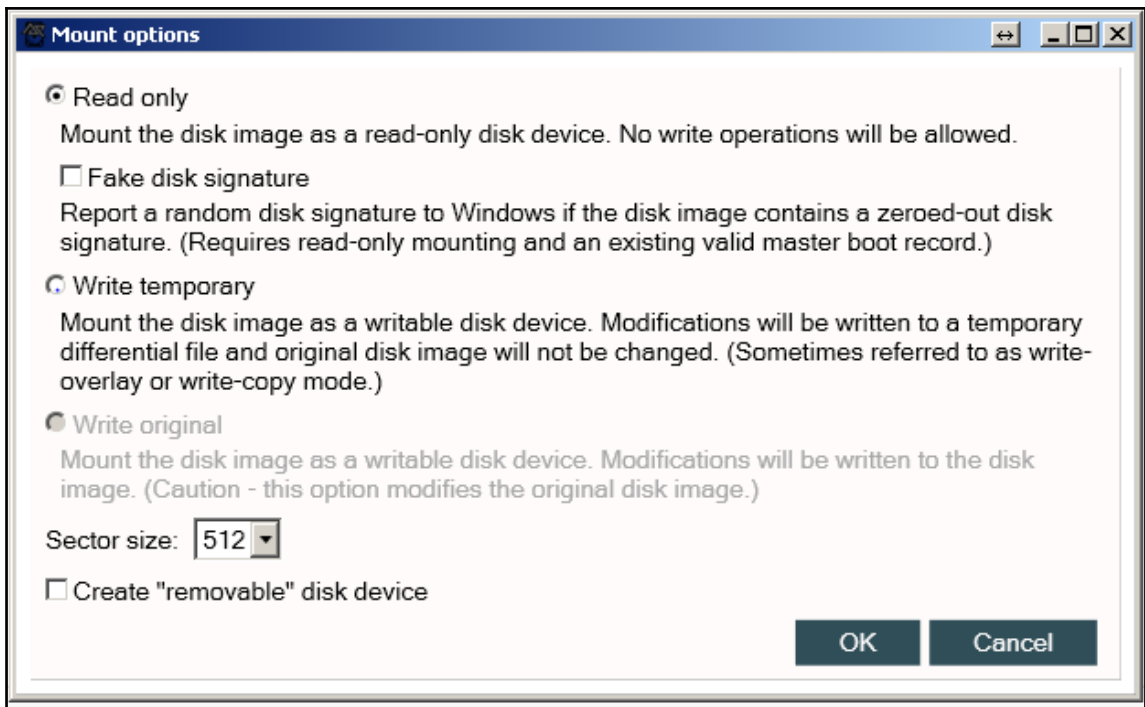 Mount options
Read only
Mount the disk image as a read-only disk device. No write operations will be allowed.
Fake disk signature
Report a random disk signature to Windows if the disk image contains a zeroed-out disk
signature. (Requires read-only mounting and an existing valid master boot record.)
Write temporary
Mount the disk image as a writable disk device. Modifications will be written to a temporary
differential file and original disk image will not be changed. (Sometimes referred to as write-
overlay or write-copy mode.)
Write original
Mount the disk image as a writable disk device. Modifications will be written to the disk
image. (Caution - this option modifies the original disk image.)
Sector size: 512
Create "removable" disk device
OK Cancel